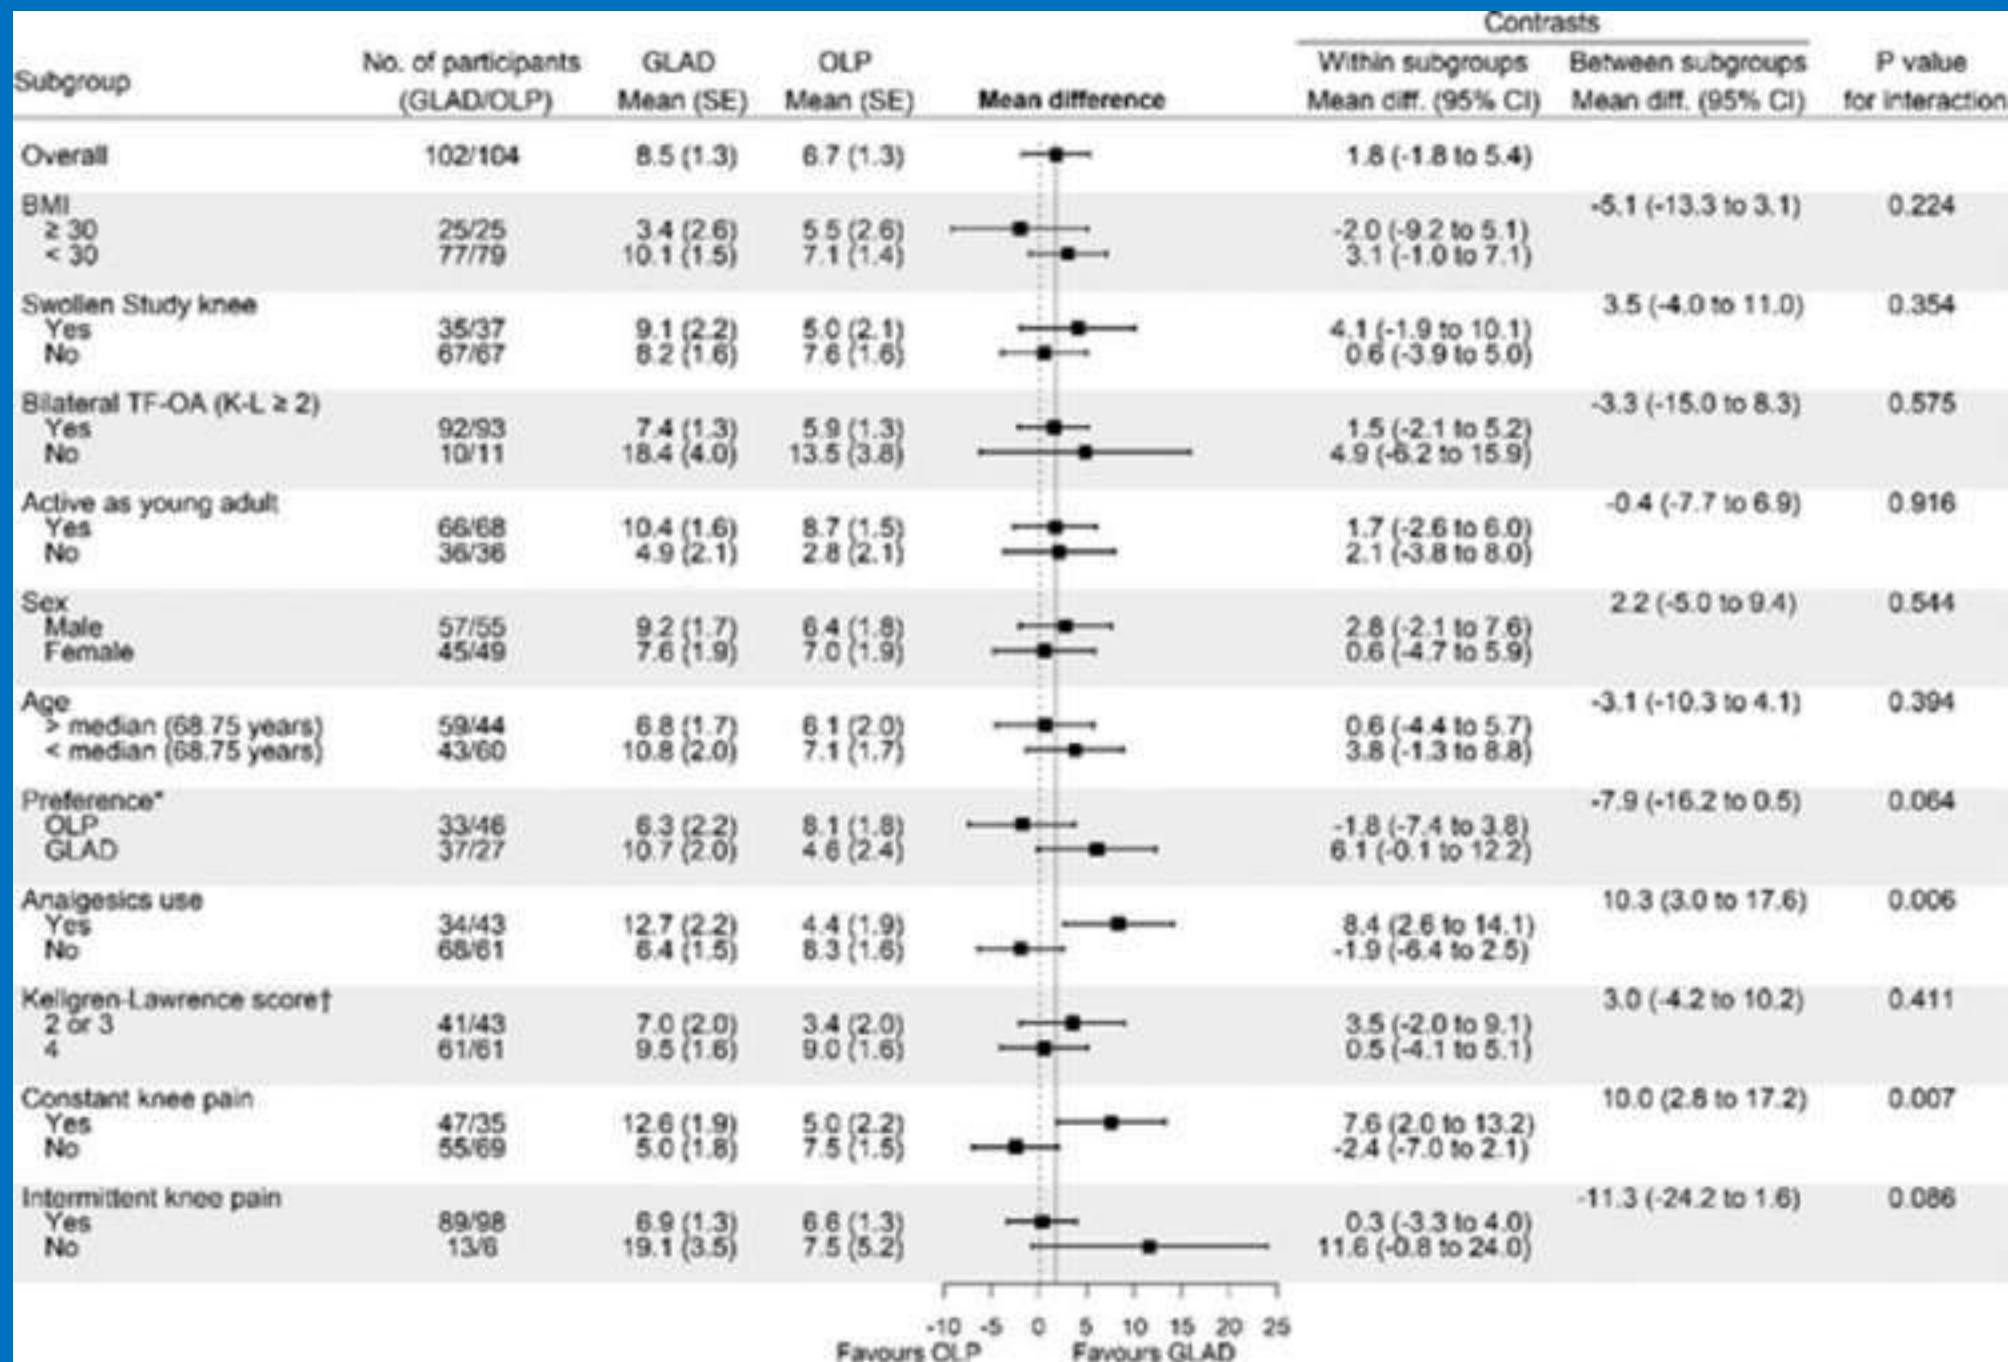 Contrasts
Subgroup No. of participants (GLAD/OLP) GLAD Mean (SE) OLP Mean (SE) Mean difference Within subgroups Mean diff. (95% CI) Between subgroups Mean diff. (95% CI) P value for interaction
Overall 102/104 8.5 (1.3) 6.7 (1.3) 1.8 (-1.8 to 5.4)
BMI -5.1 (-13.3 to 3.1) 0.224
≥ 30 25/25 3.4 (2.6) 5.5 (2.6) -2.0 (-9.2 to 5.1)
< 30 77/79 10.1 (1.5) 7.1 (1.4) 3.1 (-1.0 to 7.1)
Swollen Study knee 3.5 (-4.0 to 11.0) 0.354
Yes 35/37 9.1 (2.2) 5.0 (2.1) 4.1 (-1.9 to 10.1)
No 67/67 8.2 (1.6) 7.6 (1.6) 0.6 (-3.9 to 5.0)
Bilateral TF-OA (K-L ≥ 2) -3.3 (-15.0 to 8.3) 0.575
Yes 92/93 7.4 (1.3) 5.9 (1.3) 1.5 (-2.1 to 5.2)
No 10/11 18.4 (4.0) 13.5 (3.8) 4.9 (-6.2 to 15.9)
Active as young adult -0.4 (-7.7 to 6.9) 0.916
Yes 66/68 10.4 (1.6) 8.7 (1.5) 1.7 (-2.6 to 6.0)
No 36/36 4.9 (2.1) 2.8 (2.1) 2.1 (-3.8 to 8.0)
Sex 2.2 (-5.0 to 9.4) 0.544
Male 57/55 9.2 (1.7) 6.4 (1.8) 2.8 (-2.1 to 7.6)
Female 45/49 7.6 (1.9) 7.0 (1.9) 0.6 (-4.7 to 5.9)
Age -3.1 (-10.3 to 4.1) 0.394
> median (68.75 years) 59/44 6.8 (1.7) 6.1 (2.0) 0.6 (-4.4 to 5.7)
< median (68.75 years) 43/60 10.8 (2.0) 7.1 (1.7) 3.8 (-1.3 to 8.8)
Preference* -7.9 (-16.2 to 0.5) 0.064
OLP 33/46 6.3 (2.2) 8.1 (1.8) -1.8 (-7.4 to 3.8)
GLAD 37/27 10.7 (2.0) 4.6 (2.4) 6.1 (-0.1 to 12.2)
Analgesics use 10.3 (3.0 to 17.6) 0.006
Yes 34/43 12.7 (2.2) 4.4 (1.9) 8.4 (2.6 to 14.1)
No 68/61 6.4 (1.5) 8.3 (1.6) -1.9 (-6.4 to 2.5)
Kellgren-Lawrence score† 3.0 (-4.2 to 10.2) 0.411
2 or 3 41/43 7.0 (2.0) 3.4 (2.0) 3.5 (-2.0 to 9.1)
4 61/61 9.5 (1.6) 9.0 (1.6) 0.5 (-4.1 to 5.1)
Constant knee pain 10.0 (2.8 to 17.2) 0.007
Yes 47/35 12.6 (1.9) 5.0 (2.2) 7.6 (2.0 to 13.2)
No 55/69 5.0 (1.8) 7.5 (1.5) -2.4 (-7.0 to 2.1)
Intermittent knee pain -11.3 (-24.2 to 1.6) 0.086
Yes 89/98 6.9 (1.3) 6.6 (1.3) 0.3 (-3.3 to 4.0)
No 13/6 19.1 (3.5) 7.5 (5.2) 11.6 (-0.8 to 24.0)
-10 -5 0 5 10 15 20 25
Favours OLP Favours GLAD